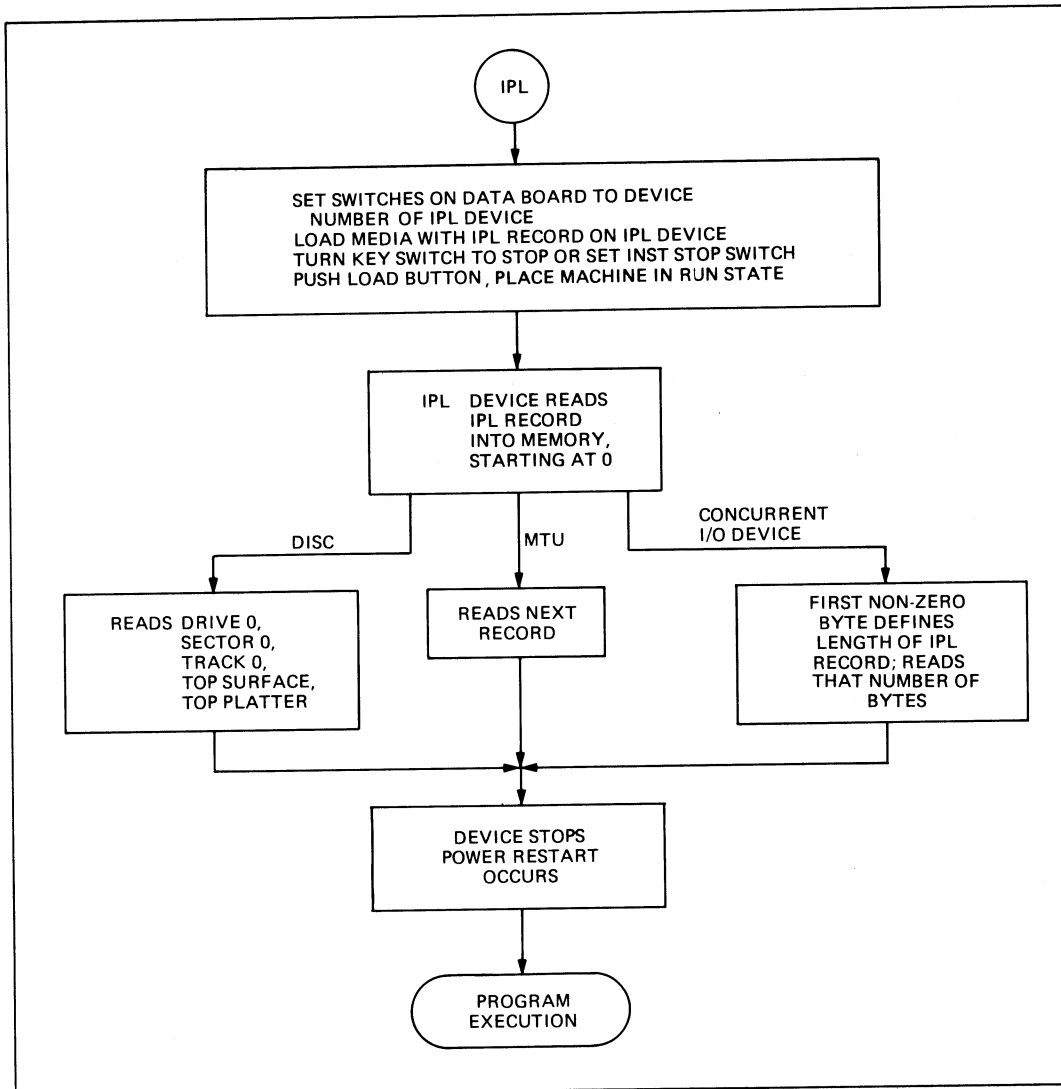 IPL
SET SWITCHES ON DATA BOARD TO DEVICE
NUMBER OF IPL DEVICE
LOAD MEDIA WITH IPL RECORD ON IPL DEVICE
TURN KEY SWITCH TO STOP OR SET INST STOP SWITCH
PUSH LOAD BUTTON, PLACE MACHINE IN RUN STATE
IPL DEVICE READS
IPL RECORD
INTO MEMORY,
STARTING AT 0
DISC
MTU
CONCURRENT
I/O DEVICE
READS DRIVE 0,
SECTOR 0,
TRACK 0,
TOP SURFACE,
TOP PLATTER
READS NEXT
RECORD
FIRST NON-ZERO
BYTE DEFINES
LENGTH OF IPL
RECORD; READS
THAT NUMBER OF
BYTES
DEVICE STOPS
POWER RESTART
OCCURS
PROGRAM
EXECUTION